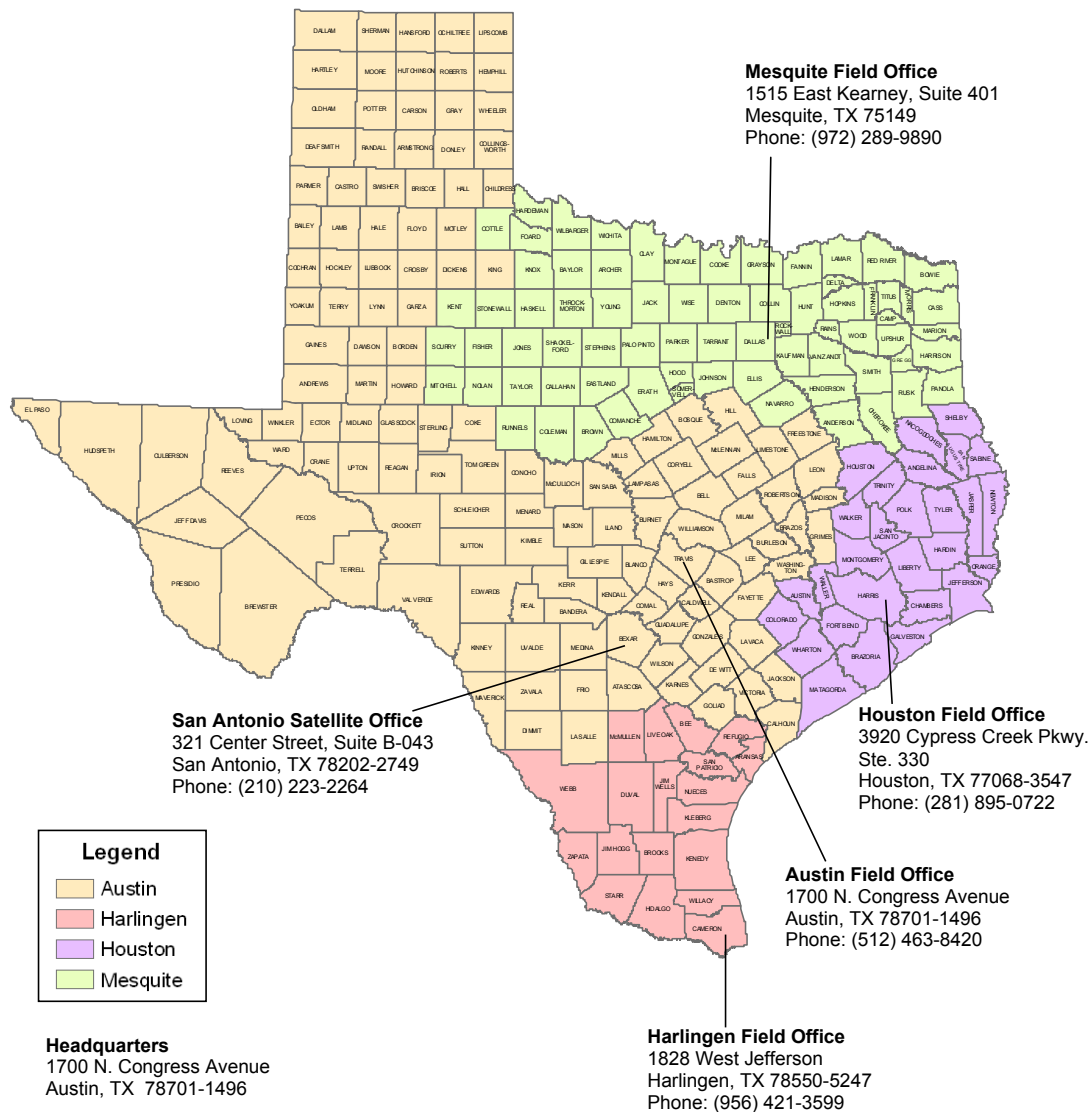 DALLAM SHERMAN HANSFORD OCHILTREE LIPSCOMB
HARTLEY MOORE HUTCHINSON ROBERTS HEMPHILL
OLDHAM POTTER CARSON GRAY WHEELER
DEAF SMITH RANDALL ARMSTRONG DONLEY COLLINGS-
WORTH
PARMER CASTRO SWISHER BRISCOE HALL CHILDRESS
Mesquite Field Office
1515 East Kearney, Suite 401
Mesquite, TX 75149
Phone: (972) 289-9890
HARDEMAN
BAILEY LAMB HALE FLOYD MOTLEY COTTLE FOARD WILBARGER WICHITA
CLAY MONTAGUE COOKE GRAYSON FANNIN LAMAR RED RIVER BOWIE
COCHRAN HOCKLEY LUBBOCK CROSBY DICKENS KING KNOX BAYLOR ARCHER
DELTA HOPKINS FRANKLIN TITUS MORRIS CASS
YOAKUM TERRY LYNN GARZA KENT STONEWALL HASKELL THROCK-
MORTON YOUNG JACK WISE DENTON COLLIN HUNT
ROCK-
WALL RAINS WOOD CAMP UPSHUR MARION
GAINES DAWSON BORDEN SCURRY FISHER JONES SHACKEL-
FORD STEPHENS PALO PINTO PARKER TARRANT DALLAS KAUFMAN VAN ZANDT GREGG HARRISON
ANDREWS MARTIN HOWARD MITCHELL NOLAN TAYLOR CALLAHAN EASTLAND ERATH HOOD SOMER-
VELL JOHNSON ELLIS HENDERSON SMITH RUSK PANOLA
EL PASO HUDSPETH CULBERSON REEVES LOVING WINKLER ECTOR MIDLAND GLASSCOCK STERLING COKE RUNNELS COLEMAN BROWN COMANCHE BOSQUE HILL NAVARRO ANDERSON CHEROKEE SHELBY
WARD CRANE UPTON REAGAN IRION TOM GREEN CONCHO McCULLOCH SAN SABA MILLS HAMILTON McLENNAN LIMESTONE FREESTONE NACOGDOCHES SAN
AUGUSTINE SABINE
LAMPASAS CORYELL FALLS LEON HOUSTON ANGELINA
JEFF DAVIS PECOS CROCKETT SCHLEICHER MENARD MASON LLANO BURNET BELL ROBERTSON MADISON TRINITY JASPER NEWTON
SUTTON KIMBLE WILLIAMSON MILAM BRAZOS WALKER POLK TYLER
PRESIDIO BREWSTER TERRELL GILLESPIE BLANCO TRAVIS BURLESON GRIMES SAN
JACINTO HARDIN
VAL VERDE EDWARDS KERR KENDALL HAYS BASTROP LEE WASHING-
TON MONTGOMERY LIBERTY ORANGE
REAL BANDERA COMAL CALDWELL FAYETTE AUSTIN WALLER HARRIS CHAMBERS JEFFERSON
KINNEY UVALDE MEDINA BEXAR GUADALUPE GONZALES LAVACA COLORADO FORT BEND GALVESTON
WILSON DE WITT WHARTON BRAZORIA
MAVERICK ZAVALA FRIO ATASCOSA KARNES GOLIAD VICTORIA JACKSON MATAGORDA
DIMMIT LA SALLE McMULLEN LIVE OAK BEE REFUGIO CALHOUN
ARANSAS
SAN
PATRICIO
WEBB DUVAL JIM
WELLS NUECES
KLEBERG
ZAPATA JIM HOGG BROOKS KENEDY
STARR HIDALGO WILLACY
CAMERON
San Antonio Satellite Office
321 Center Street, Suite B-043
San Antonio, TX 78202-2749
Phone: (210) 223-2264
Houston Field Office
3920 Cypress Creek Pkwy.
Ste. 330
Houston, TX 77068-3547
Phone: (281) 895-0722
Legend
Austin
Harlingen
Houston
Mesquite
Austin Field Office
1700 N. Congress Avenue
Austin, TX 78701-1496
Phone: (512) 463-8420
Headquarters
1700 N. Congress Avenue
Austin, TX 78701-1496
Harlingen Field Office
1828 West Jefferson
Harlingen, TX 78550-5247
Phone: (956) 421-3599